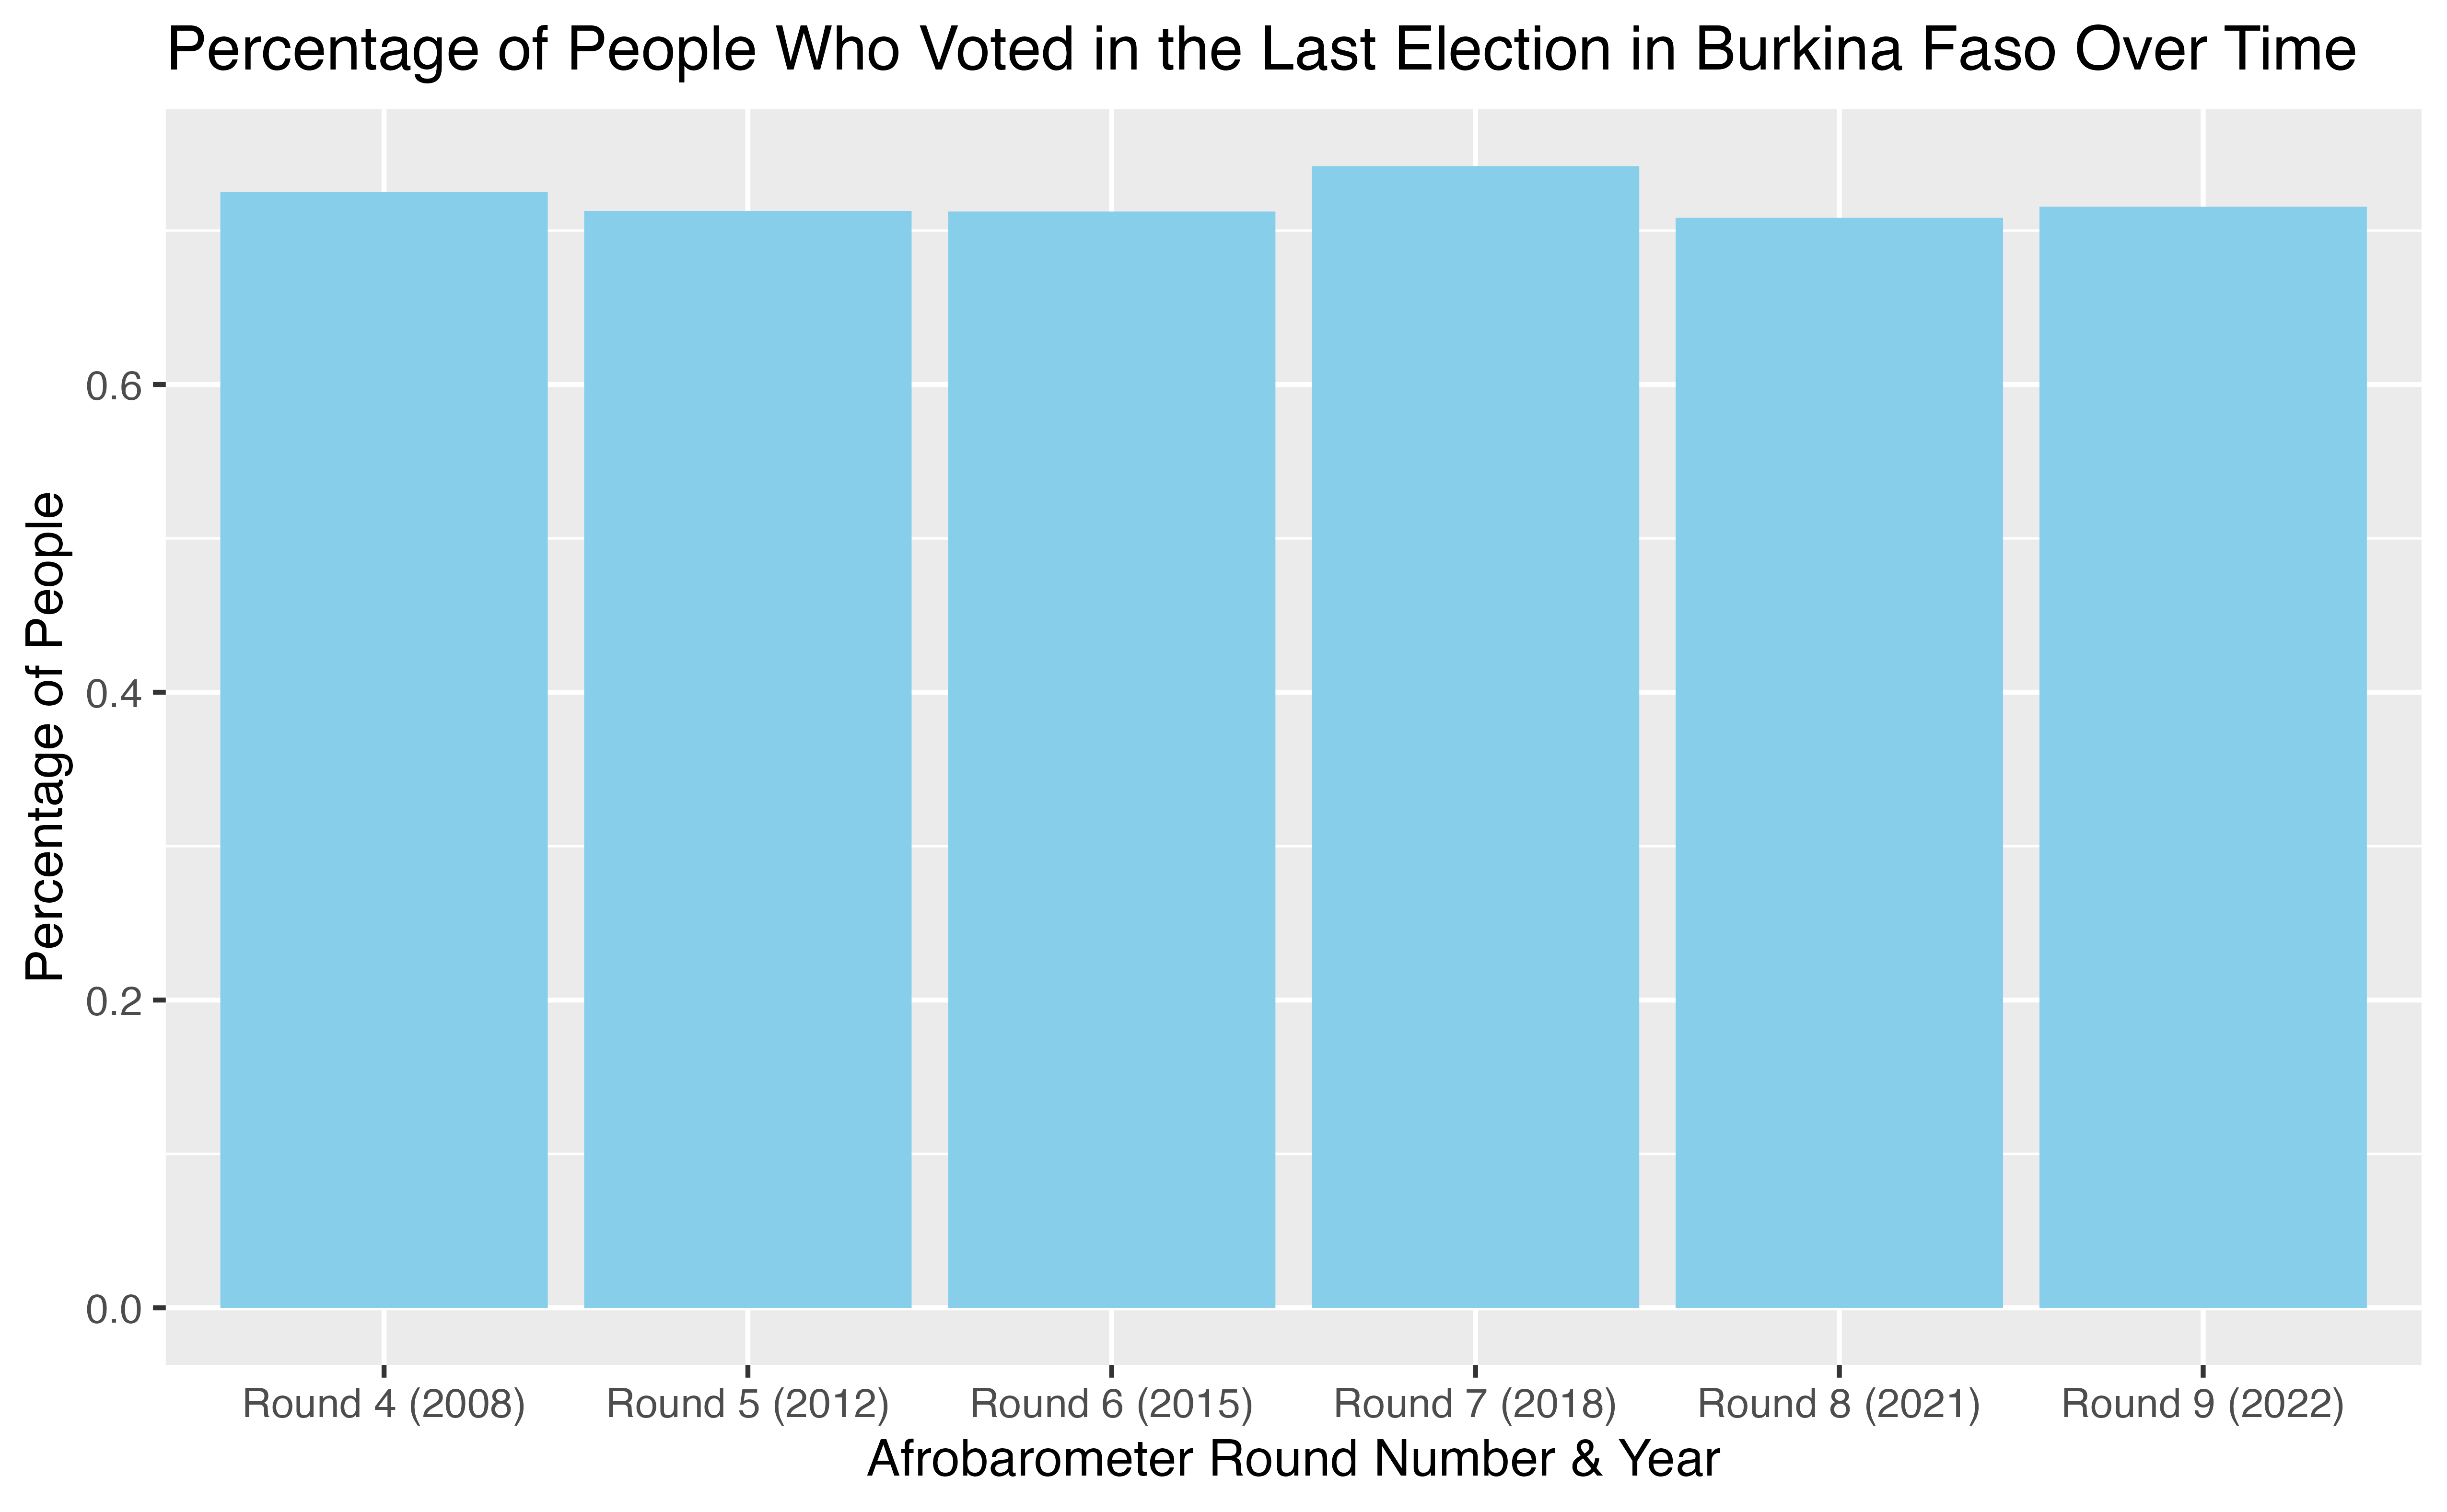 Percentage of People Who Voted in the Last Election in Burkina Faso Over Time
Percentage of People
0.6
0.4
0.2
0.0
Round 4 (2008)
Round 5 (2012)
Round 6 (2015)
Round 7 (2018)
Round 8 (2021)
Round 9 (2022)
Afrobarometer Round Number & Year